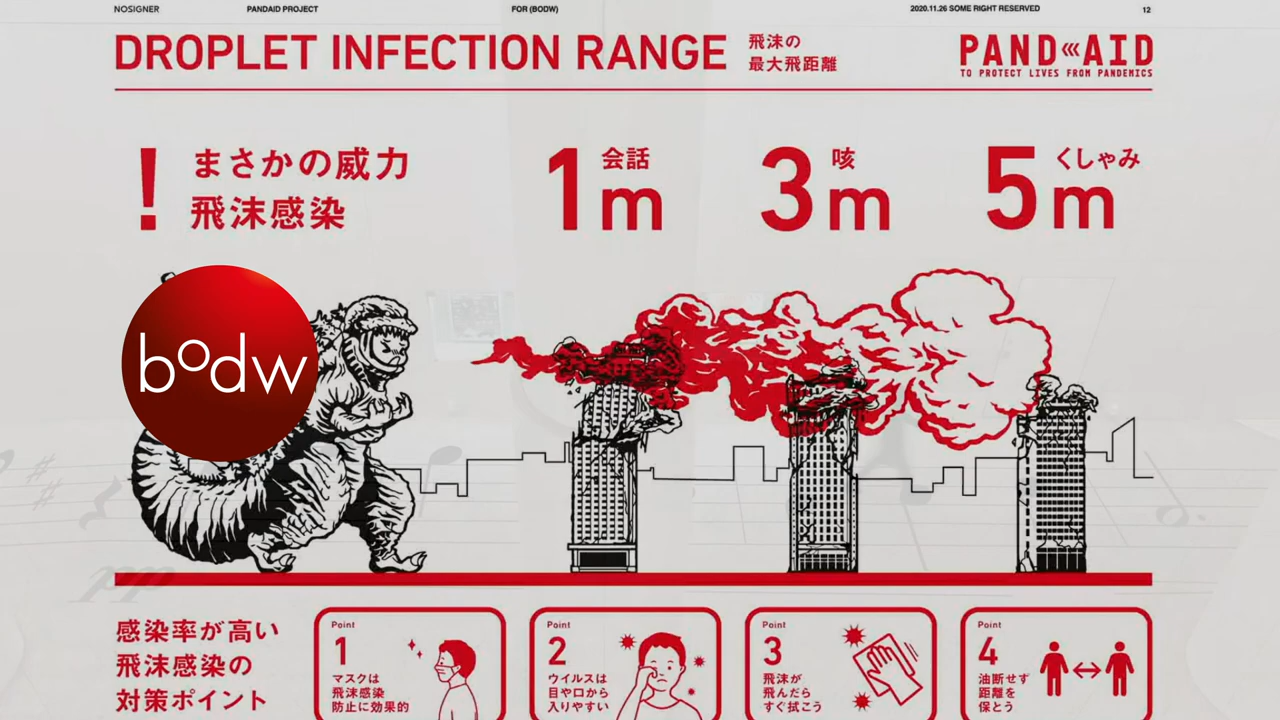 NOSIGNER
PANDAID PROJECT
FOR (BODW)
2020.11.26 SOME RIGHT RESERVED
12
DROPLET INFECTION RANGE
飛沫の
最大飛距離
PAND AID
TO PROTECT LIVES FROM PANDEMICS
! まさかの威力
飛沫感染
1m 会話
3m 咳
5m くしゃみ
bodw
感染率が高い
飛沫感染の
対策ポイント
Point
1
マスクは
飛沫感染
防止に効果的
Point
2
ウイルスは
目や口から
入りやすい
Point
3
飛沫が
飛んだら
すぐ拭こう
Point
4
油断せず
距離を
保とう
pp